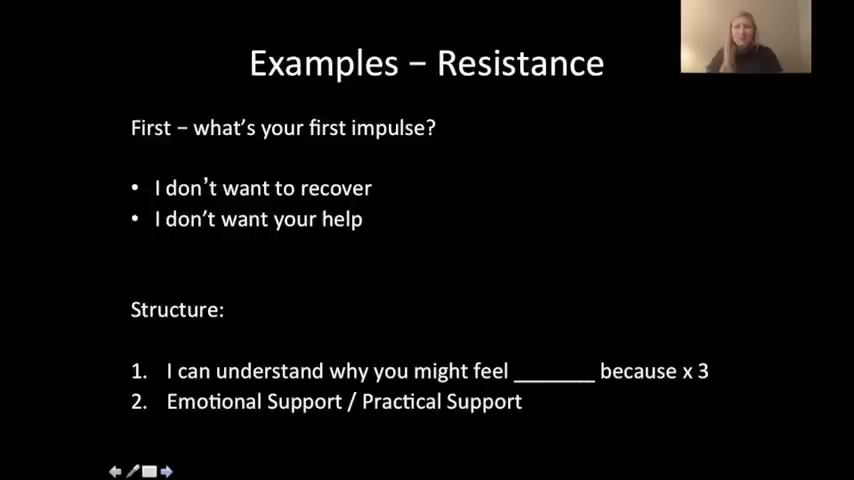 Examples – Resistance
First – what's your first impulse?
• I don't want to recover
• I don't want your help
Structure:
1. I can understand why you might feel _______ because x 3
2. Emotional Support / Practical Support